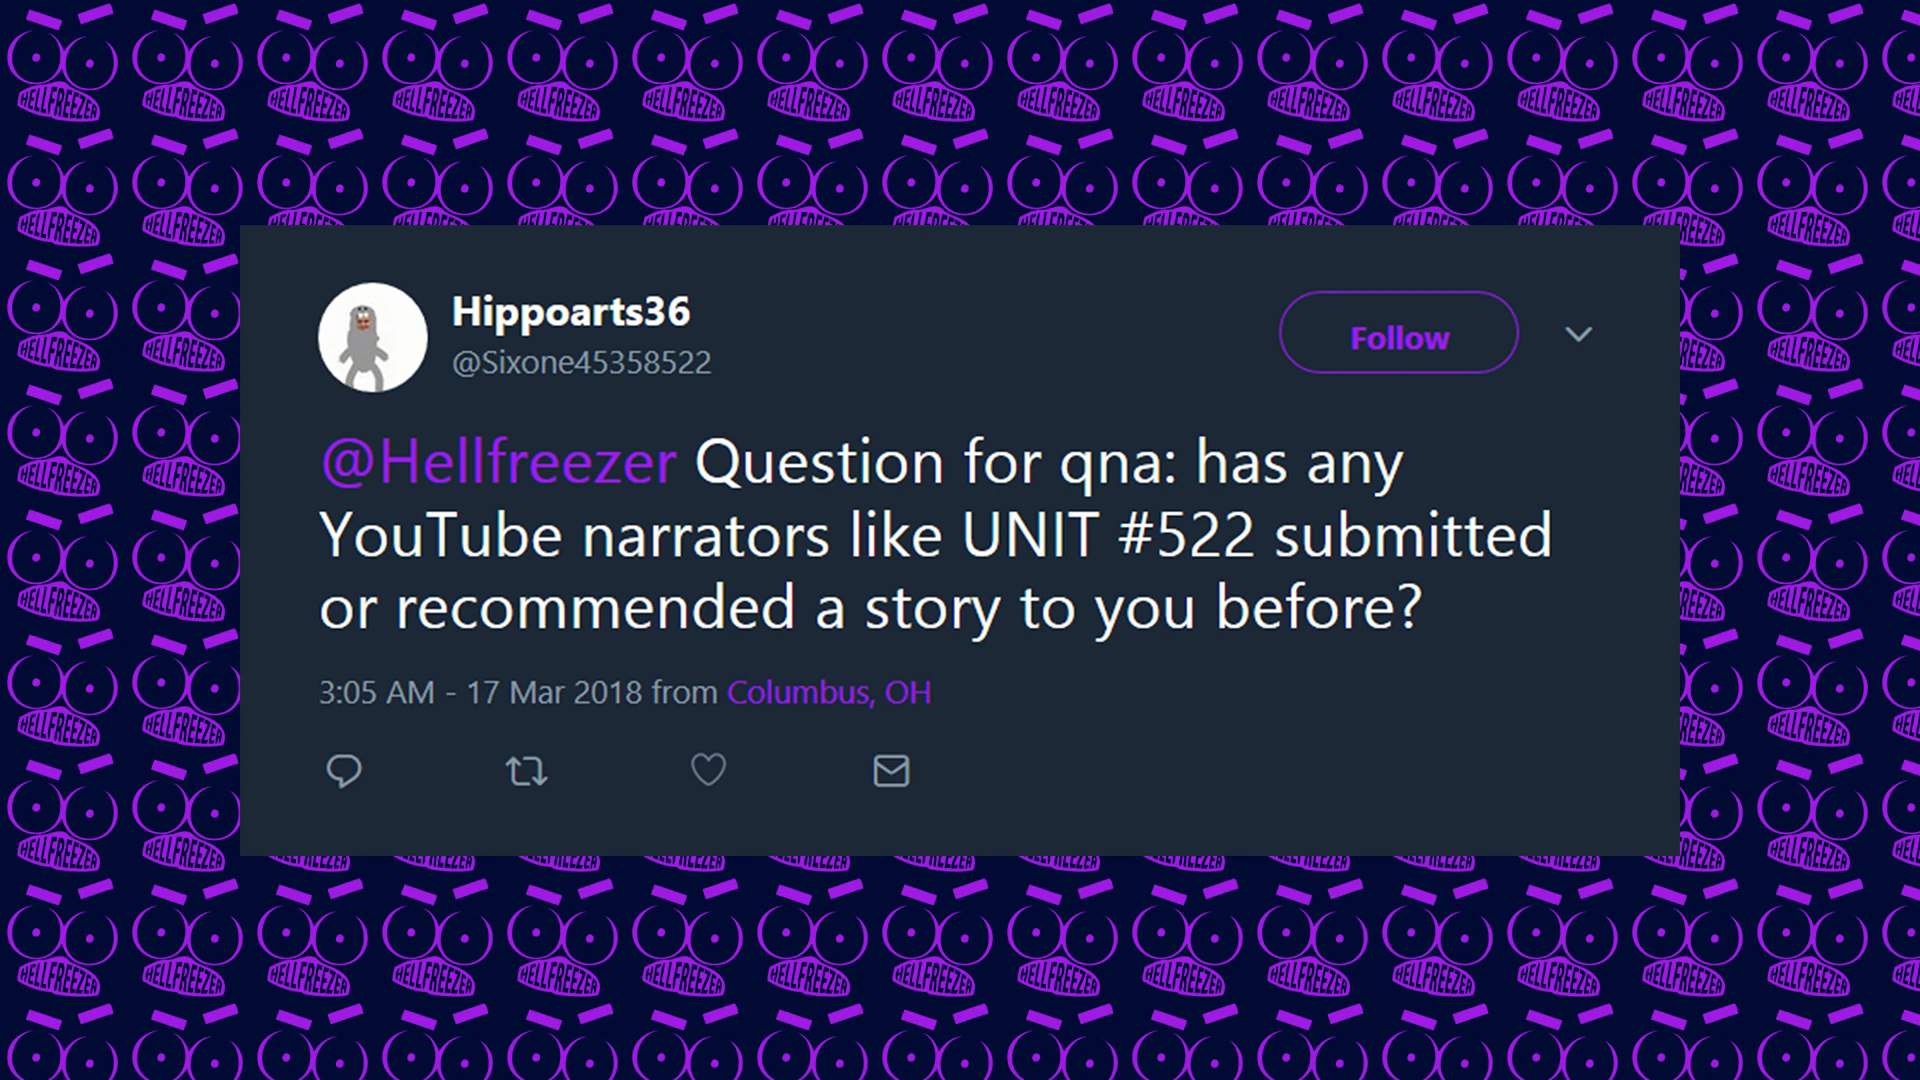 Hippoarts36
@Sixone45358522
Follow
@Hellfreezer Question for qna: has any
YouTube narrators like UNIT #522 submitted
or recommended a story to you before?
3:05 AM - 17 Mar 2018 from Columbus, OH
HELLFREEZER